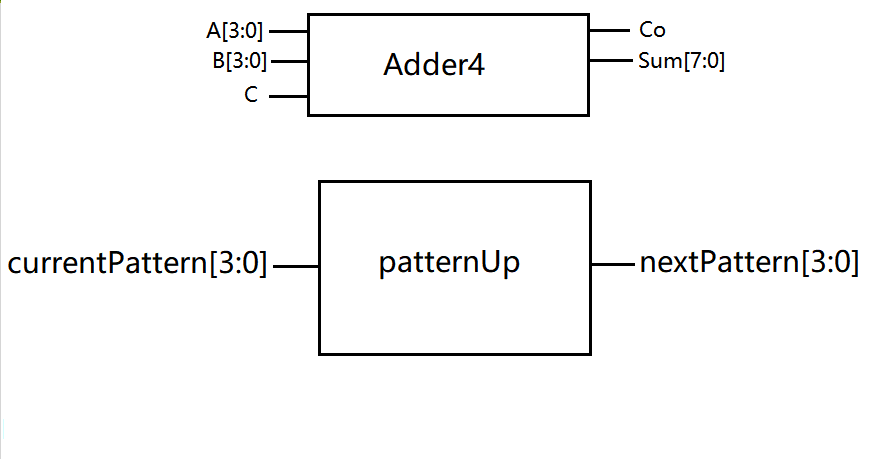 A[3:0]
B[3:0]
C
Adder4
Co
Sum[7:0]
currentPattern[3:0]
patternUp
nextPattern[3:0]